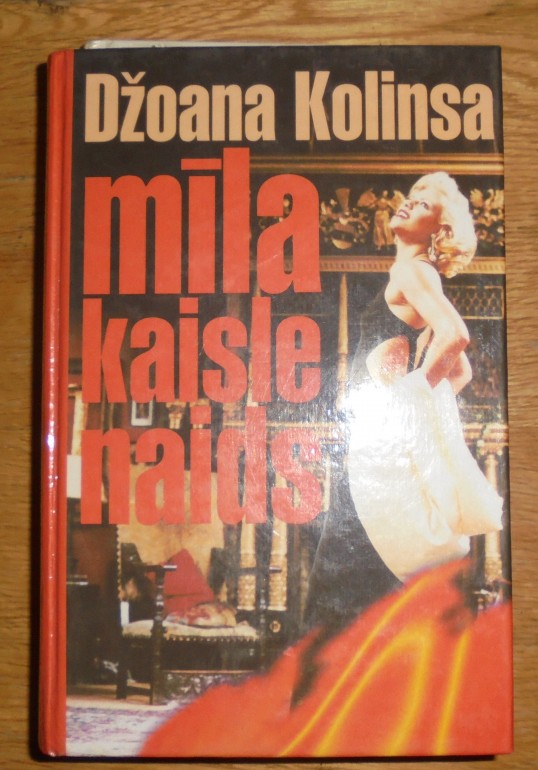 Džoana Kolinsa
mīla
kaisle
naids